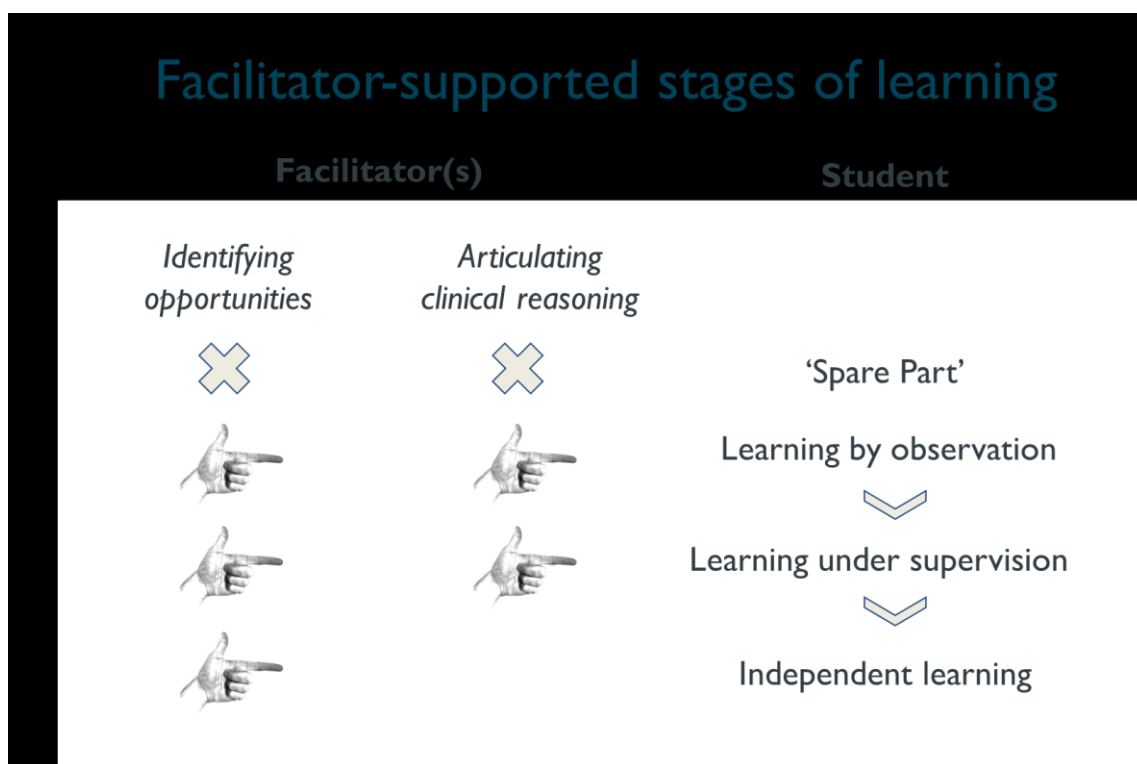 Facilitator-supported stages of learning
Facilitator(s)
Student
Identifying
opportunities
Articulating
clinical reasoning
‘Spare Part’
Learning by observation
Learning under supervision
Independent learning